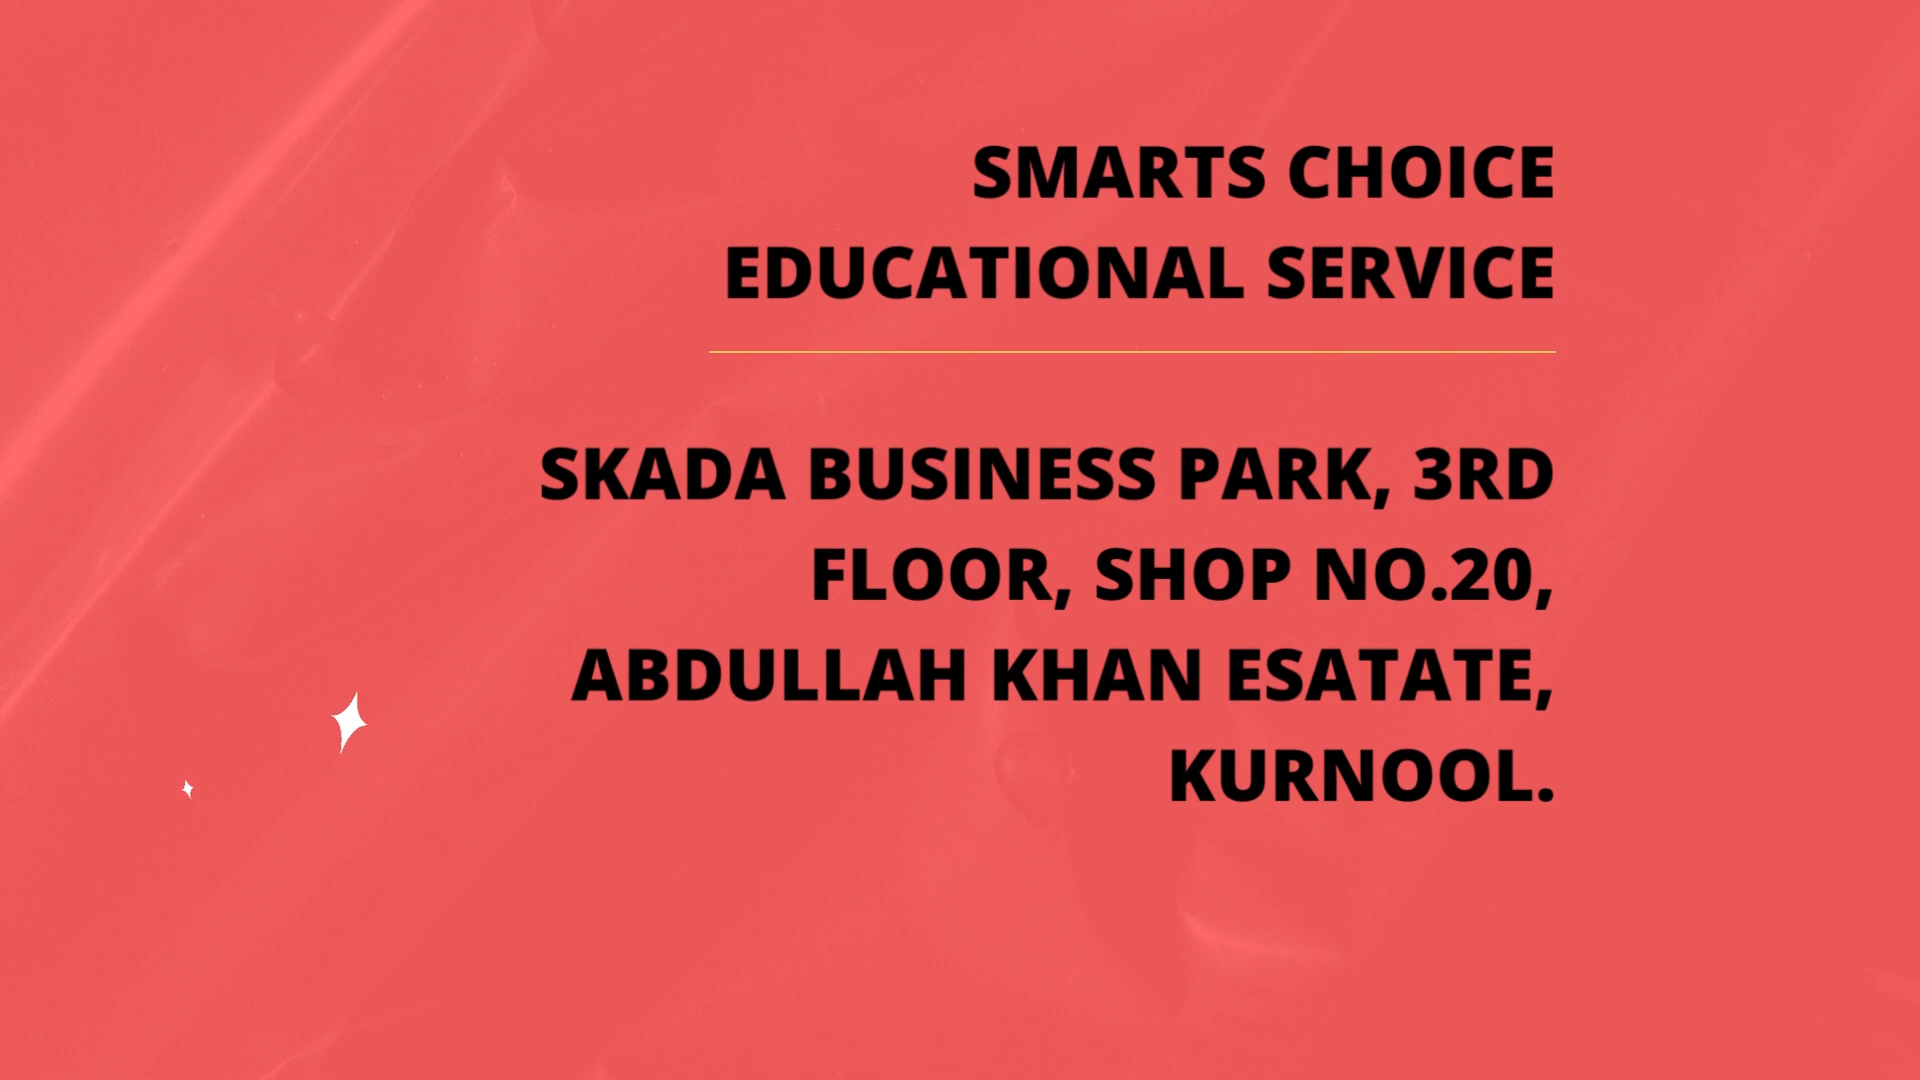 SMARTS CHOICE
EDUCATIONAL SERVICE
SKADA BUSINESS PARK, 3RD
FLOOR, SHOP NO.20,
ABDULLAH KHAN ESATATE,
KURNOOL.